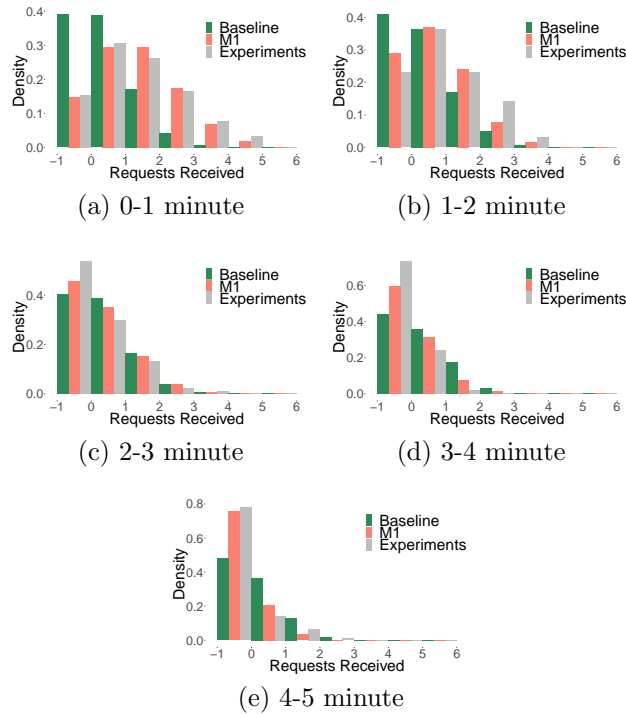 0.4
0.3
0.2
0.1
0.0
Density
Baseline
M1
Experiments
-1 0 1 2 3 4 5 6
Requests Received
(a) 0-1 minute
0.4
0.3
0.2
0.1
0.0
Density
Baseline
M1
Experiments
-1 0 1 2 3 4 5 6
Requests Received
(b) 1-2 minute
0.4
0.2
0.0
Density
Baseline
M1
Experiments
-1 0 1 2 3 4 5 6
Requests Received
(c) 2-3 minute
0.6
0.4
0.2
0.0
Density
Baseline
M1
Experiments
-1 0 1 2 3 4 5 6
Requests Received
(d) 3-4 minute
0.8
0.6
0.4
0.2
0.0
Density
Baseline
M1
Experiments
-1 0 1 2 3 4 5 6
Requests Received
(e) 4-5 minute